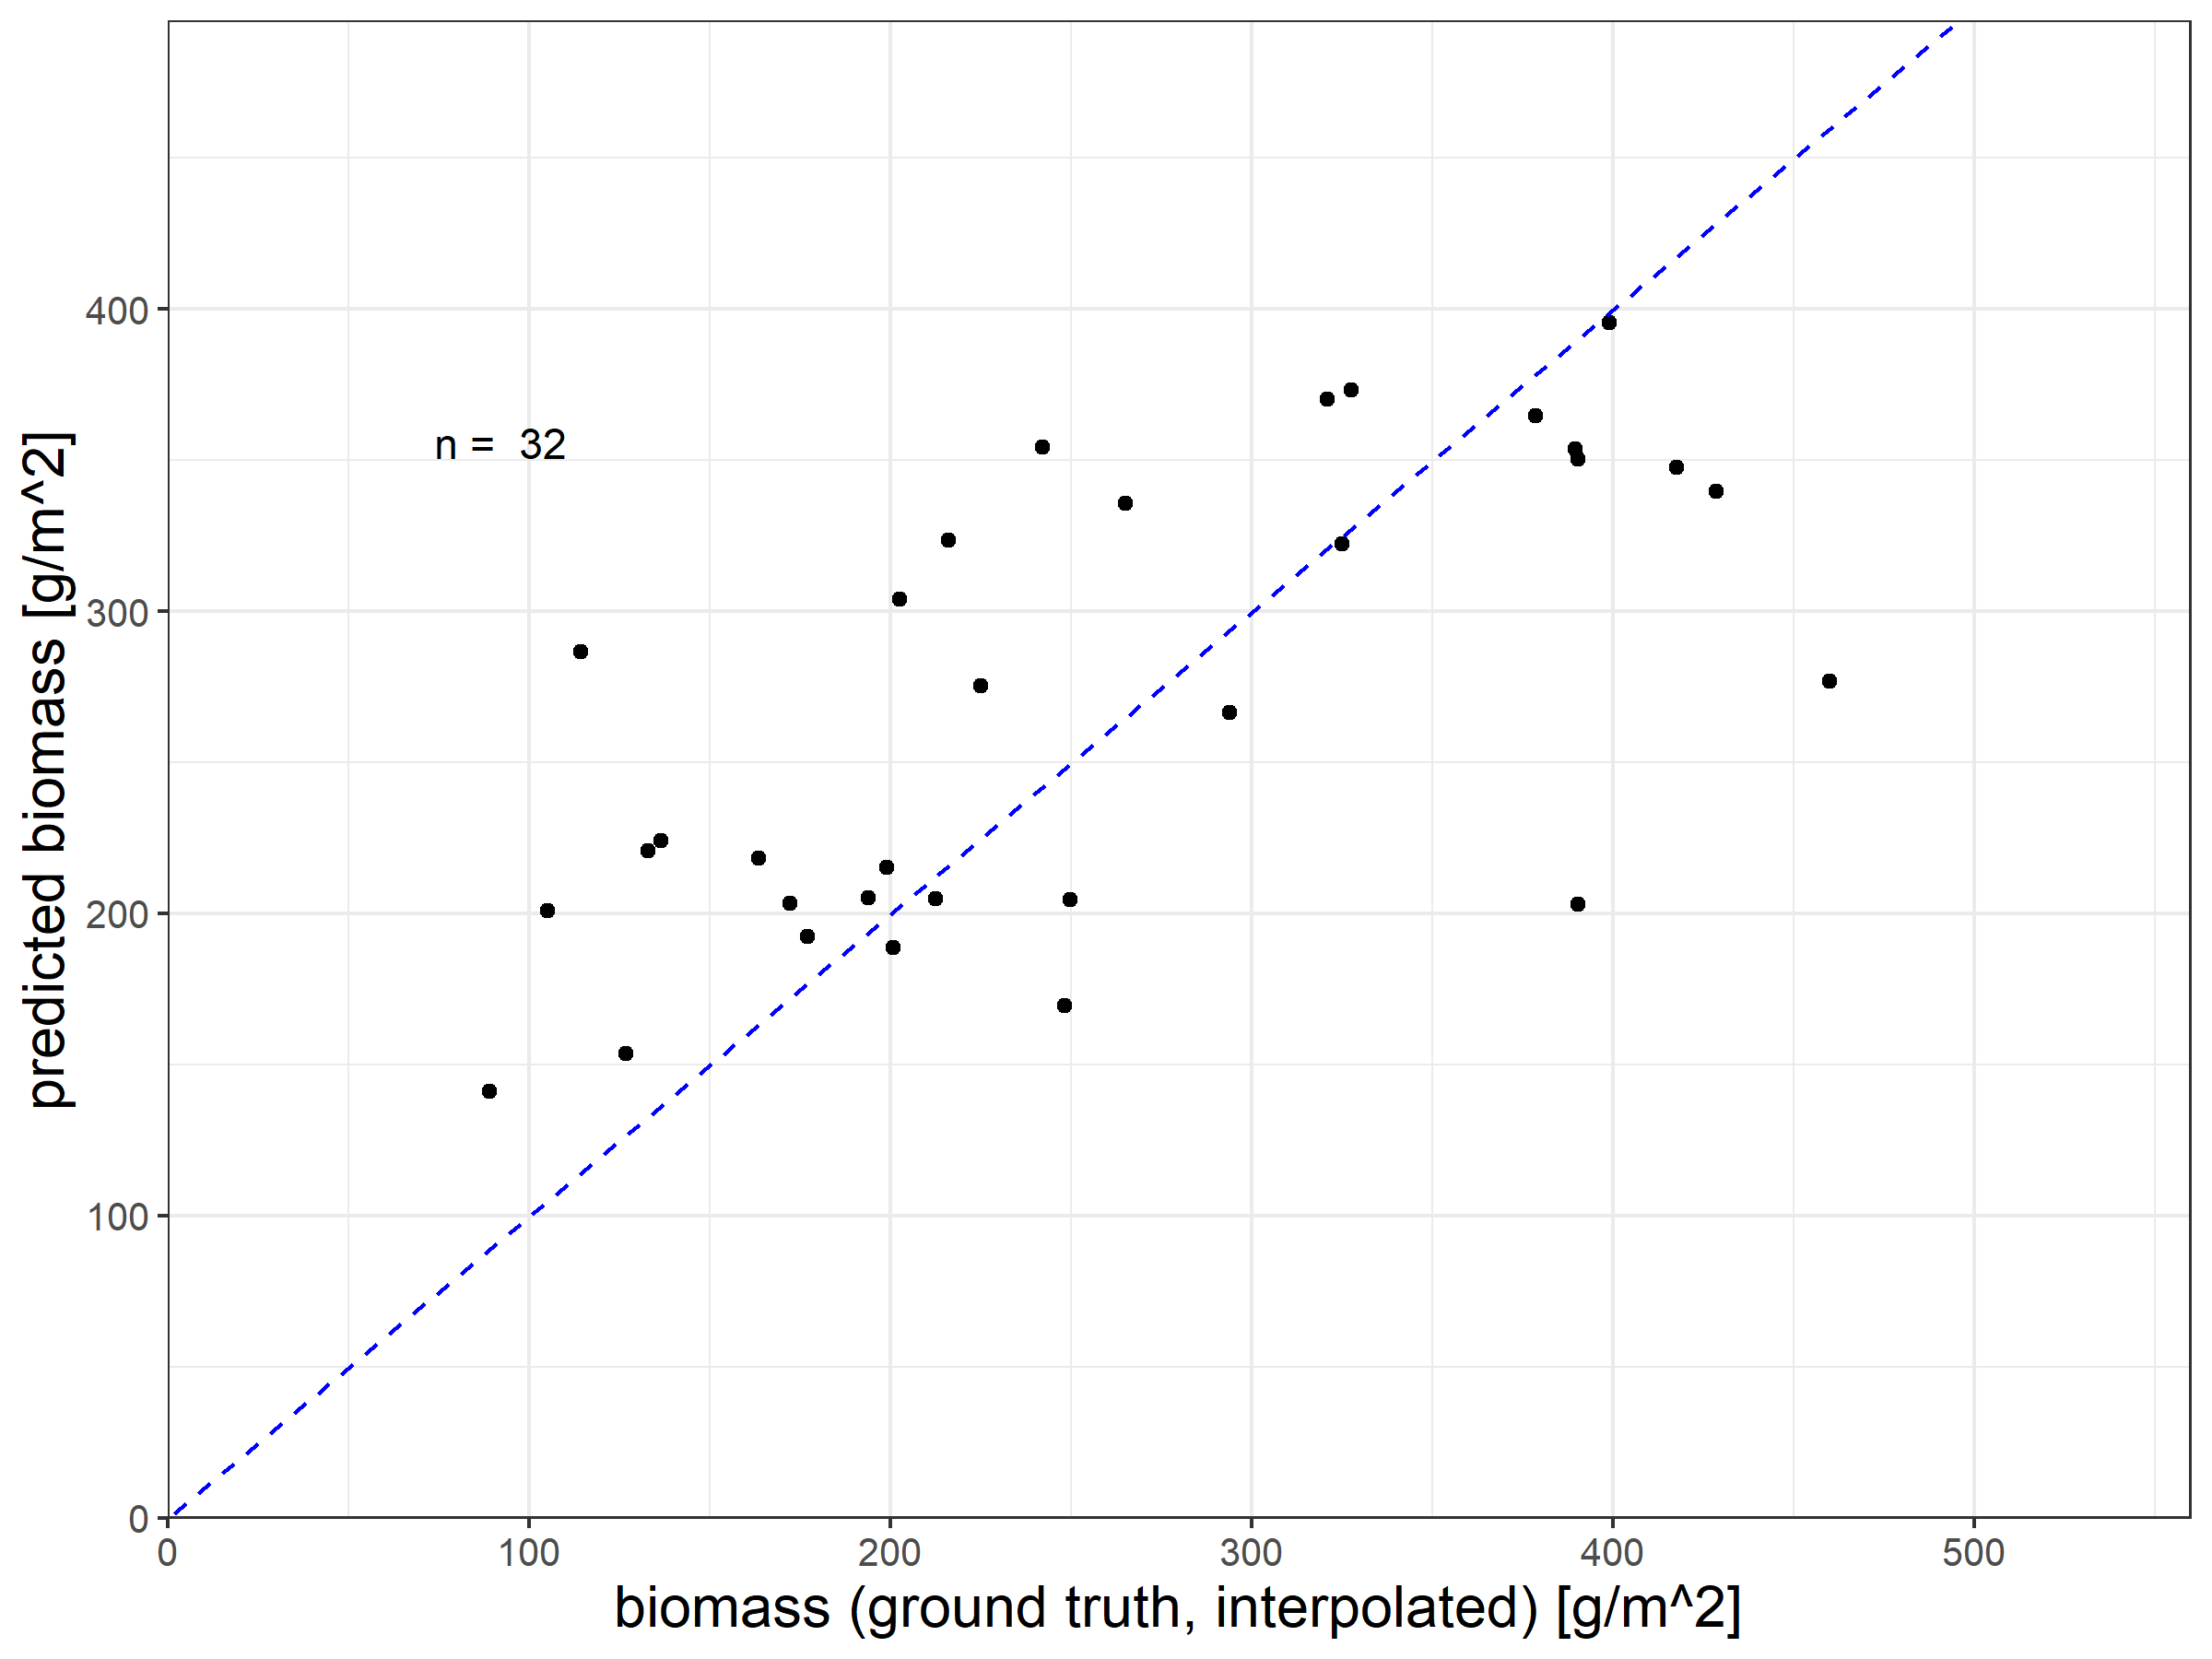 predicted biomass [g/m^2]
400
300
200
100
0
n = 32
0 100 200 300 400 500
biomass (ground truth, interpolated) [g/m^2]